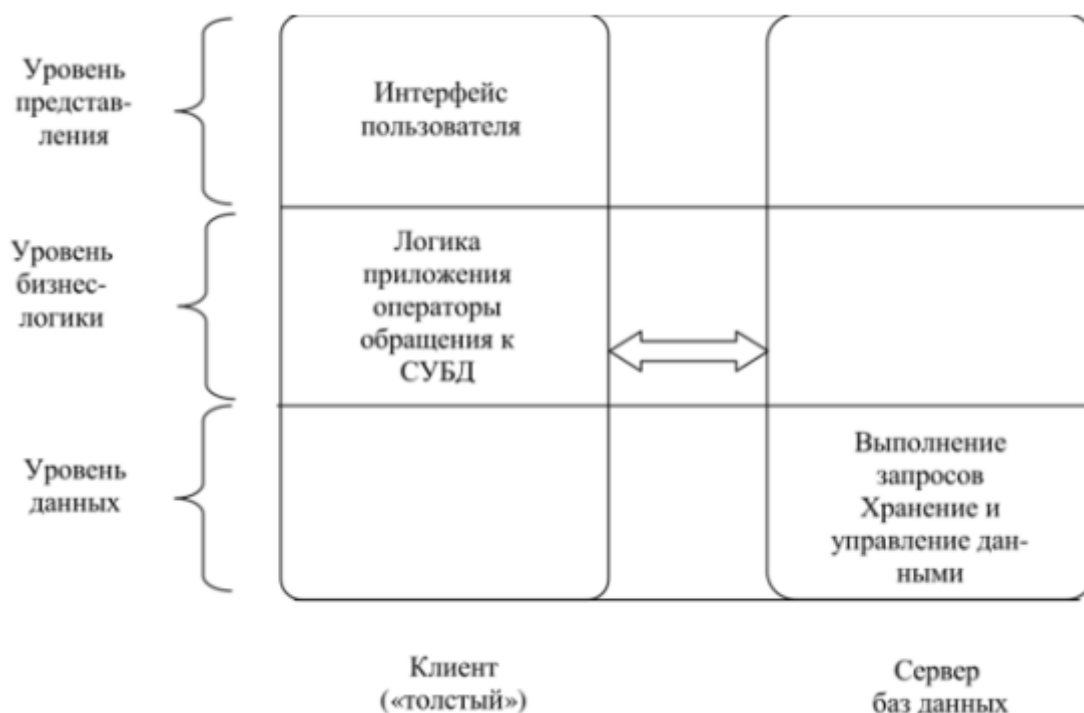 Уровень
представ-
ления
Интерфейс
пользователя
Уровень
бизнес-
логики
Логика
приложения
операторы
обращения к
СУБД
Уровень
данных
Выполнение
запросов
Хранение и
управление дан-
ными
Клиент
(«толстый»)
Сервер
баз данных